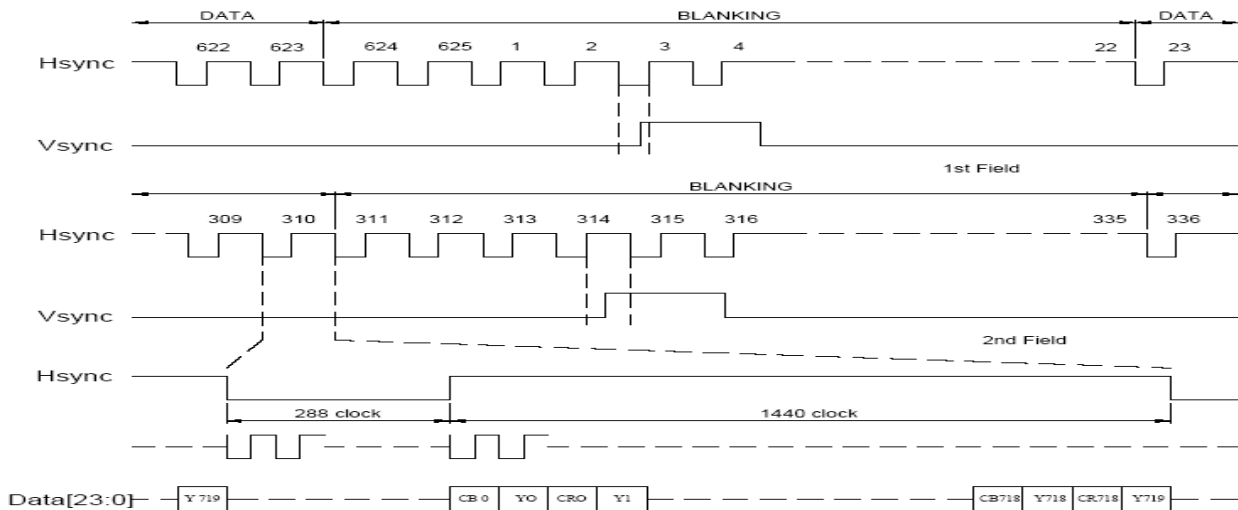 DATA BLANKING DATA
622 623 624 625 1 2 3 4 22 23
Hsync
Vsync
1st Field
BLANKING
309 310 311 312 313 314 315 316 335 336
Hsync
Vsync
2nd Field
Hsync
288 clock 1440 clock
Data[23:0] Y719 CB0 Y0 CR0 Y1 CB718 Y718 CR718 Y719